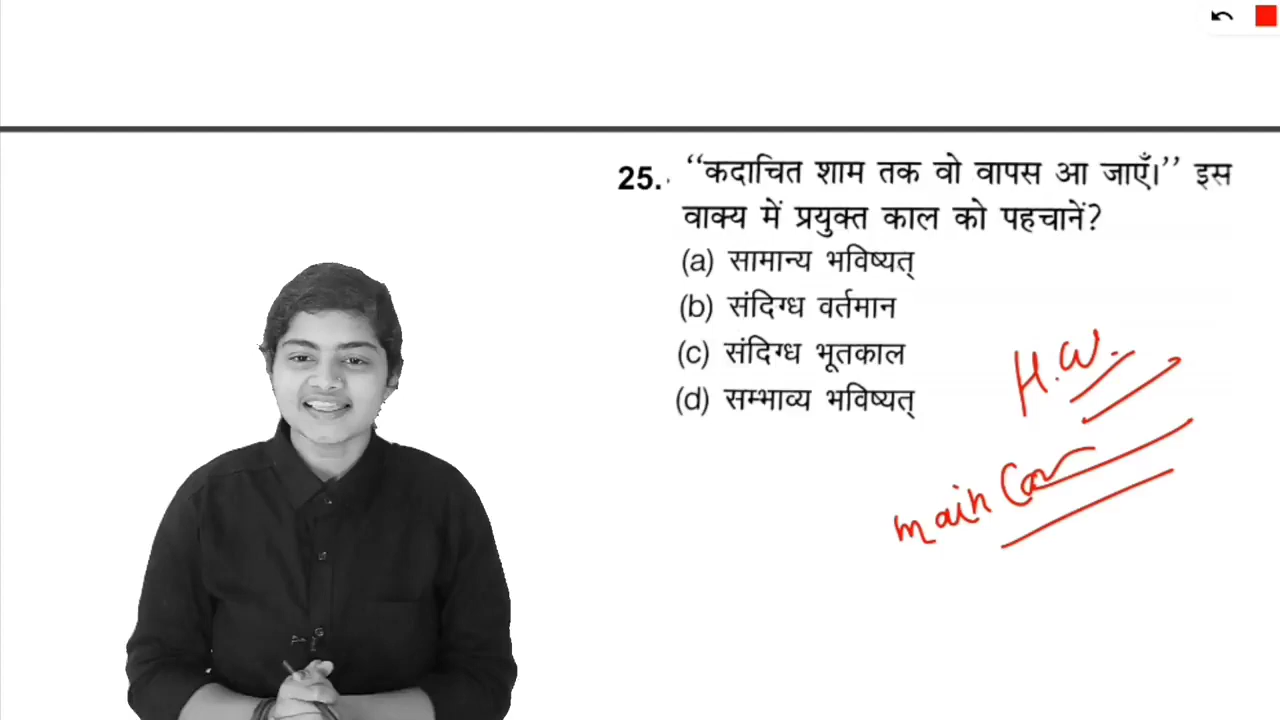 25. “कदाचित शाम तक वो वापस आ जाएँ।” इस
वाक्य में प्रयुक्त काल को पहचानें?
(a) सामान्य भविष्यत्
(b) संदिग्ध वर्तमान
(c) संदिग्ध भूतकाल
(d) सम्भाव्य भविष्यत्
H.W.
main